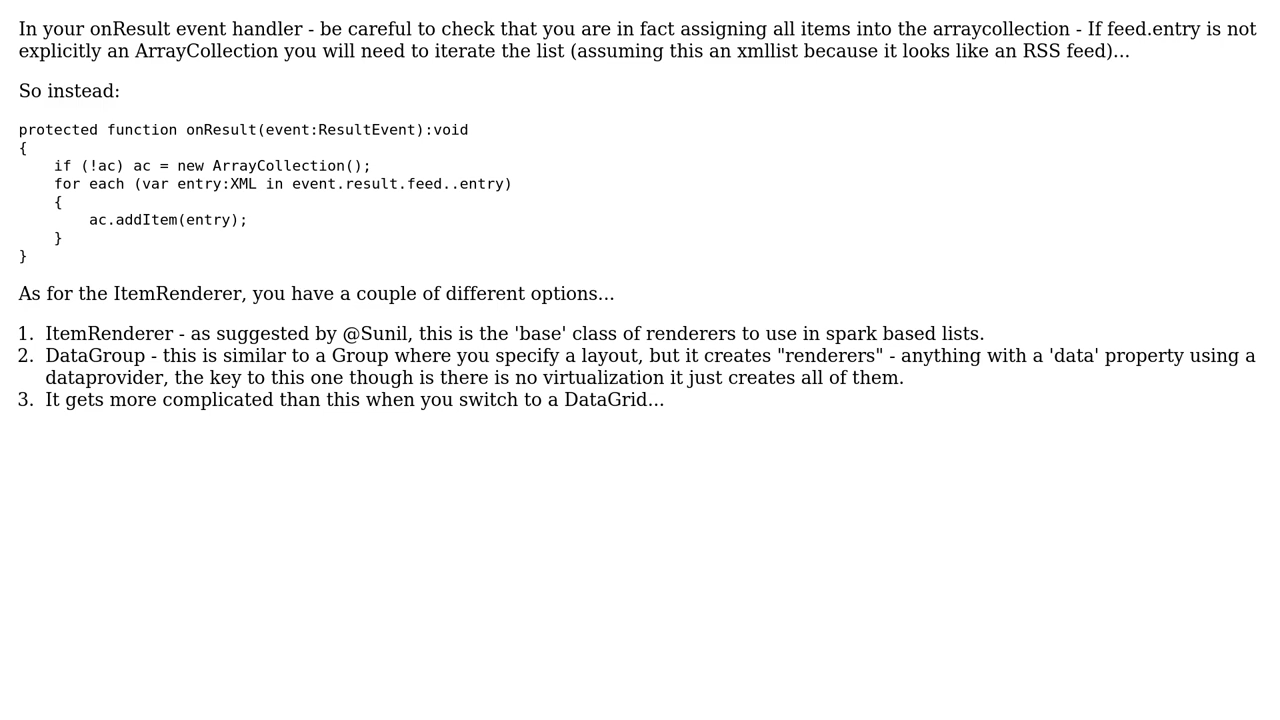 In your onResult event handler - be careful to check that you are in fact assigning all items into the arraycollection - If feed.entry is not
explicitly an ArrayCollection you will need to iterate the list (assuming this an xmllist because it looks like an RSS feed)...
So instead:
protected function onResult(event:ResultEvent):void
{
    if (!ac) ac = new ArrayCollection();
    for each (var entry:XML in event.result.feed..entry)
    {
        ac.addItem(entry);
    }
}
As for the ItemRenderer, you have a couple of different options...
1. ItemRenderer - as suggested by @Sunil, this is the 'base' class of renderers to use in spark based lists.
2. DataGroup - this is similar to a Group where you specify a layout, but it creates "renderers" - anything with a 'data' property using a
dataprovider, the key to this one though is there is no virtualization it just creates all of them.
3. It gets more complicated than this when you switch to a DataGrid...